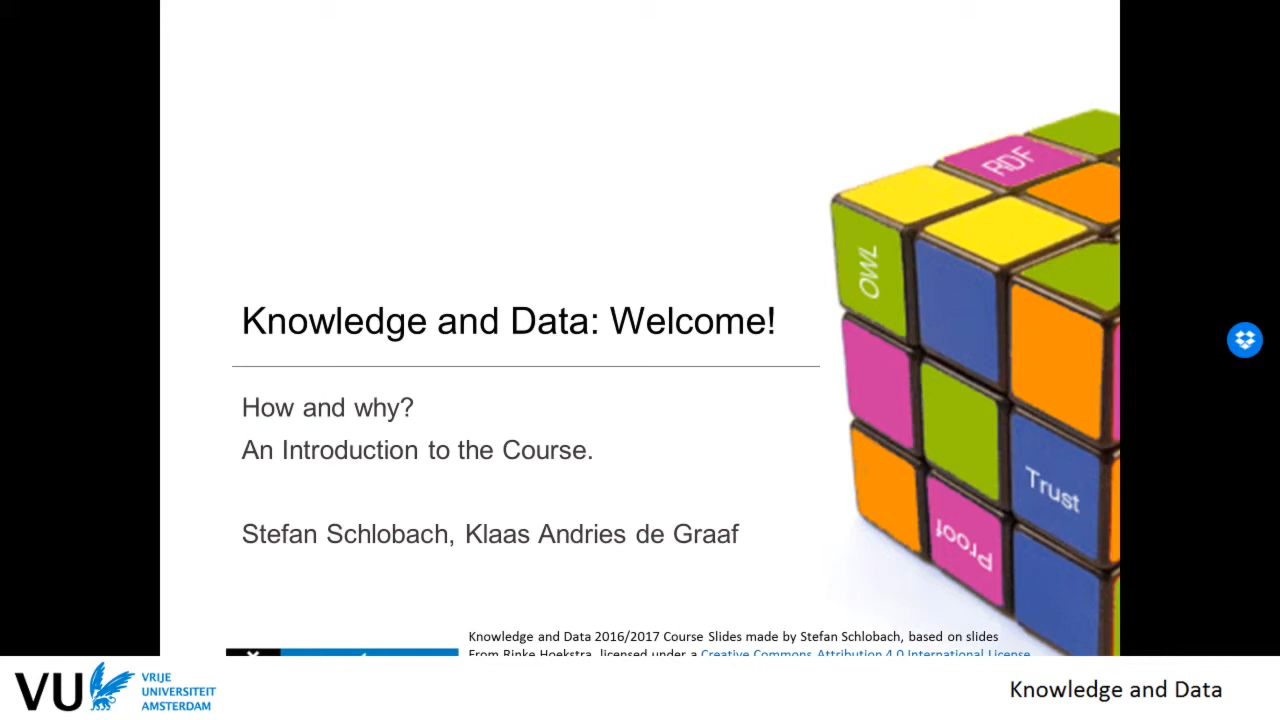 RDF
OWL
Knowledge and Data: Welcome!
How and why?
An Introduction to the Course.
Trust
Stefan Schlobach, Klaas Andries de Graaf
Proof
Knowledge and Data 2016/2017 Course Slides made by Stefan Schlobach, based on slides
From Rinke Hoekstra, licensed under a Creative Commons Attribution 4.0 International License
VU VRIJE
UNIVERSITEIT
AMSTERDAM
Knowledge and Data